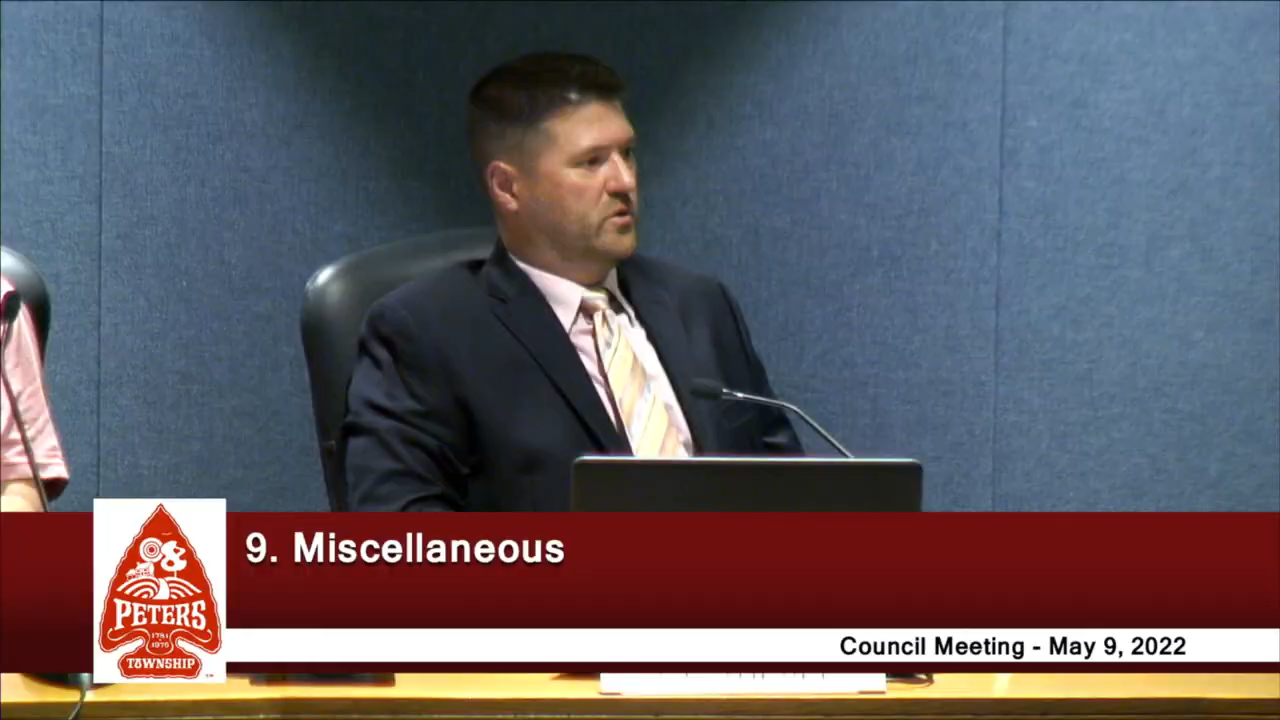 9. Miscellaneous
PETERS
1781
1976
TOWNSHIP
Council Meeting - May 9, 2022